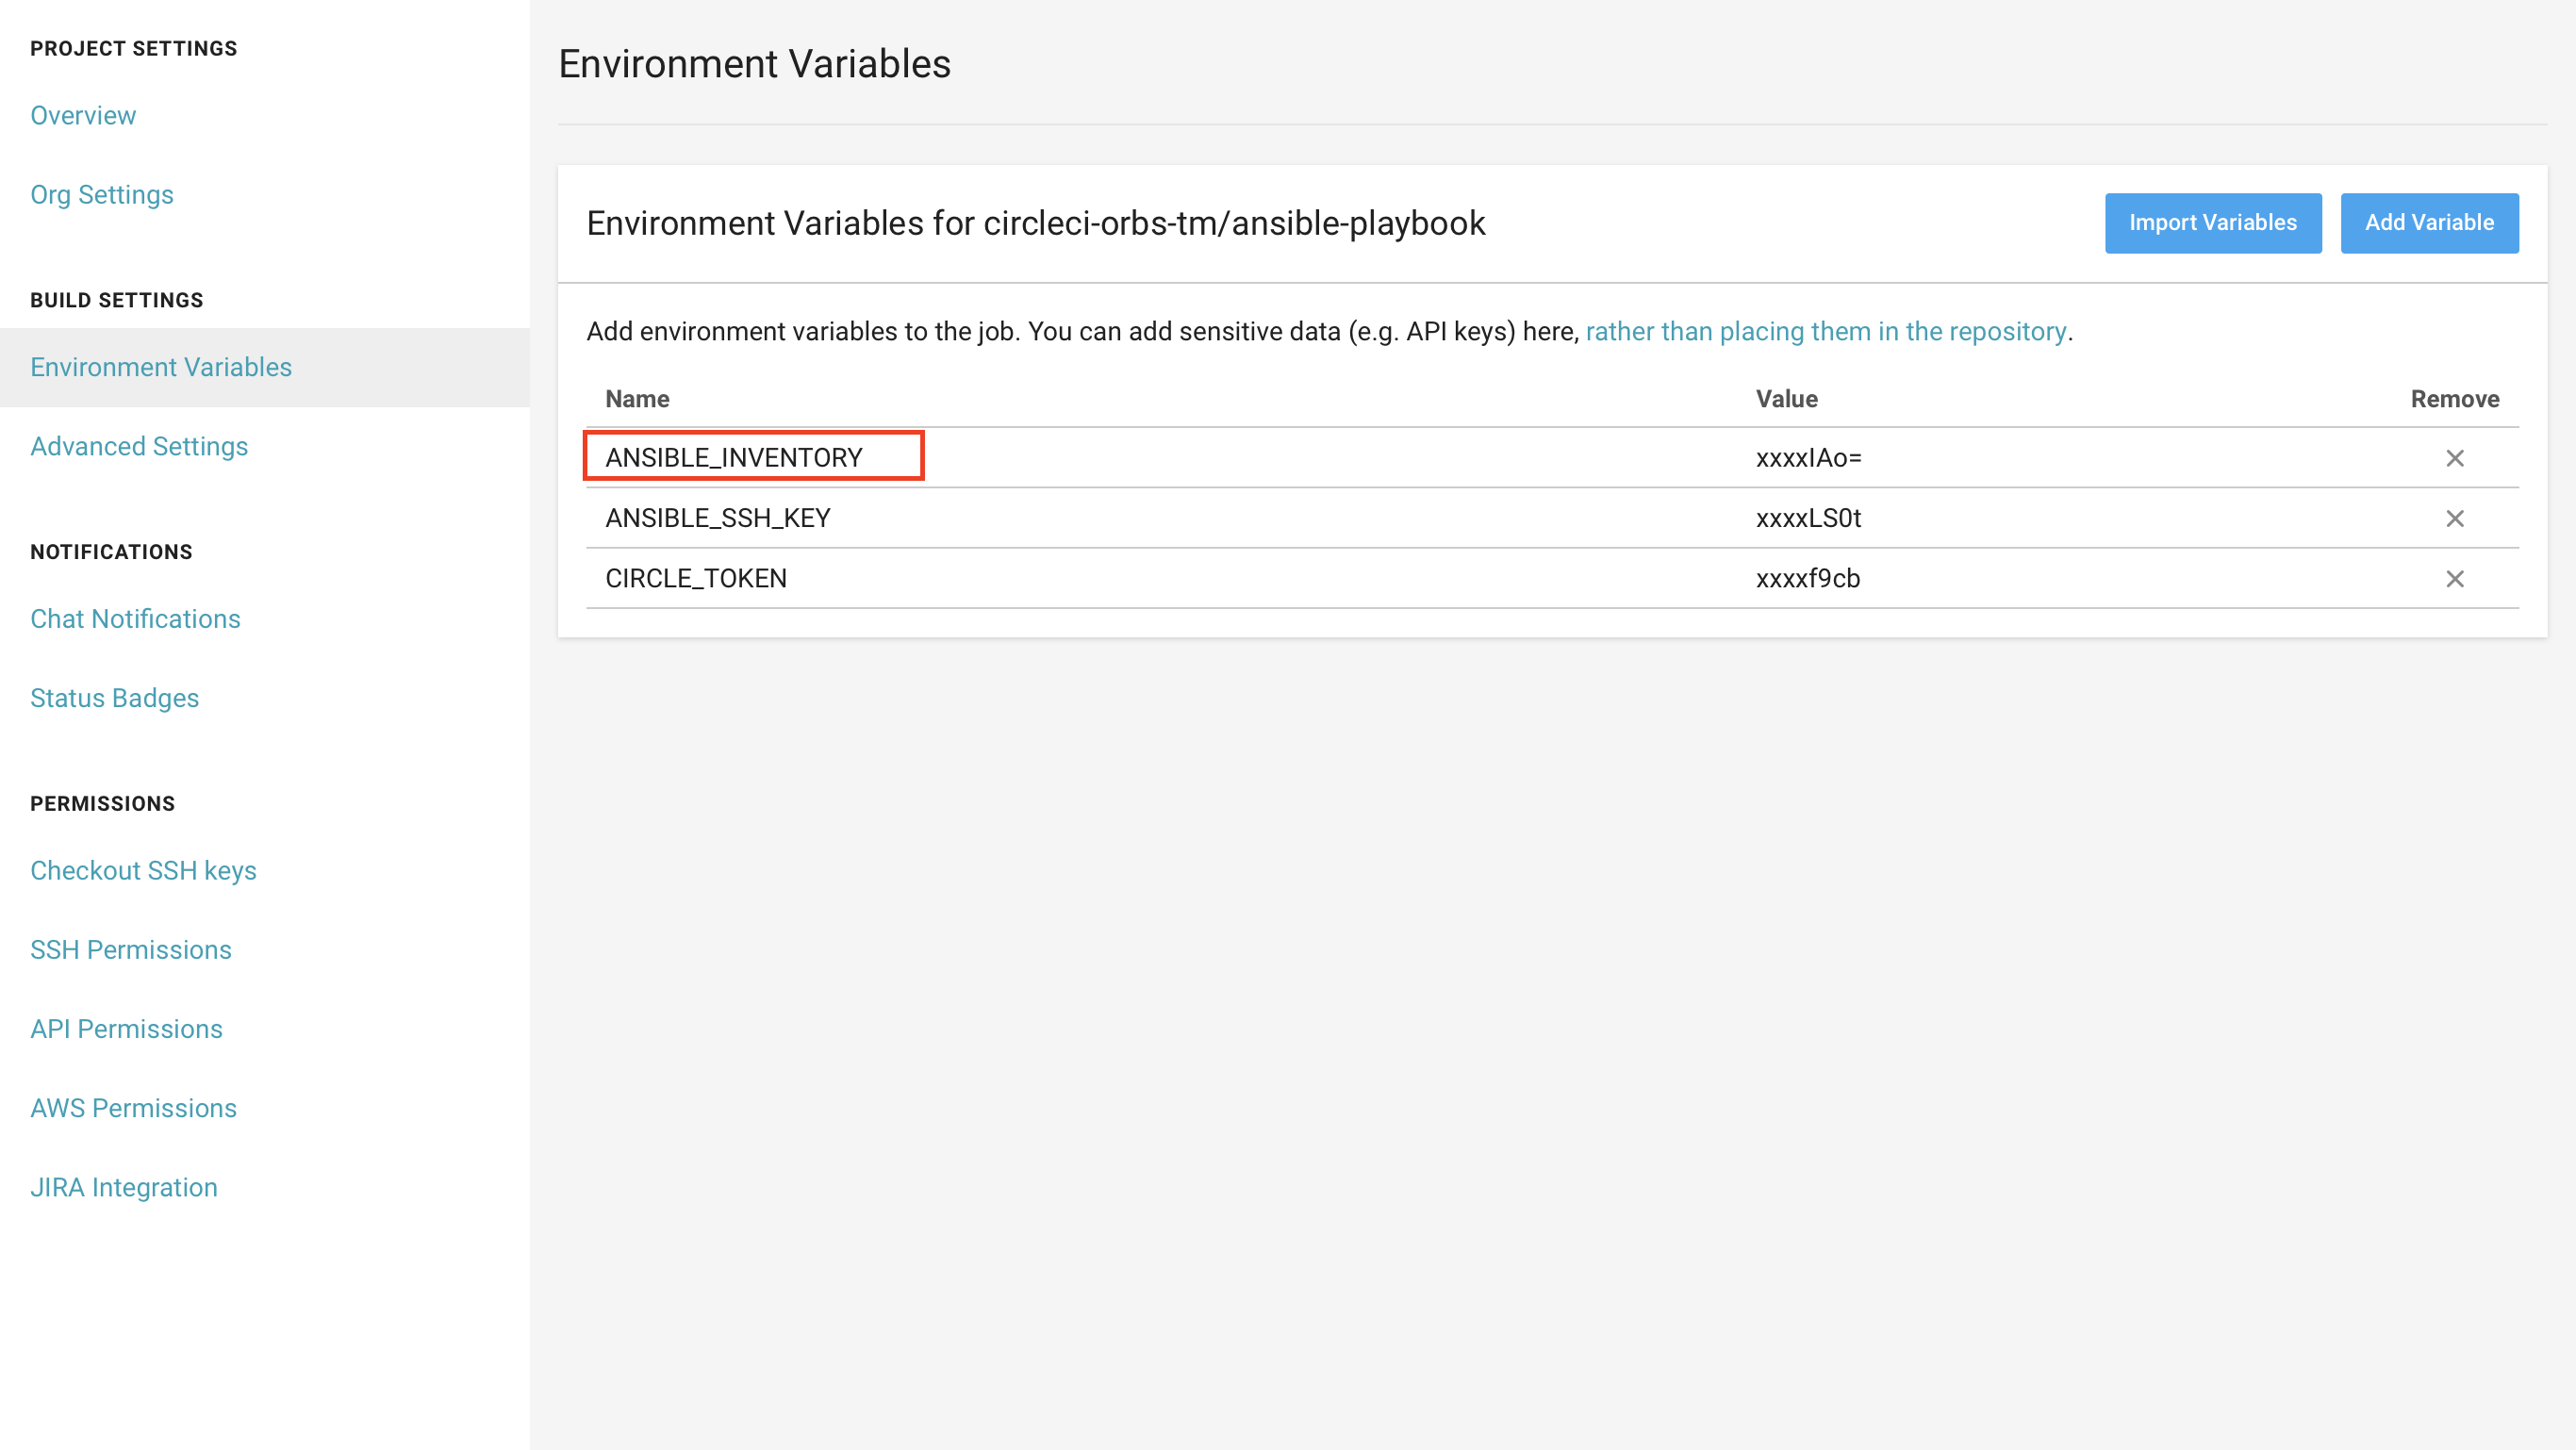 PROJECT SETTINGS
Overview
Org Settings
BUILD SETTINGS
Environment Variables
Advanced Settings
NOTIFICATIONS
Chat Notifications
Status Badges
PERMISSIONS
Checkout SSH keys
SSH Permissions
API Permissions
AWS Permissions
JIRA Integration
Environment Variables
Environment Variables for circleci-orbs-tm/ansible-playbook
Import Variables
Add Variable
Add environment variables to the job. You can add sensitive data (e.g. API keys) here, rather than placing them in the repository.
Name Value Remove
ANSIBLE_INVENTORY xxxxIAo=
ANSIBLE_SSH_KEY xxxxLS0t
CIRCLE_TOKEN xxxxf9cb